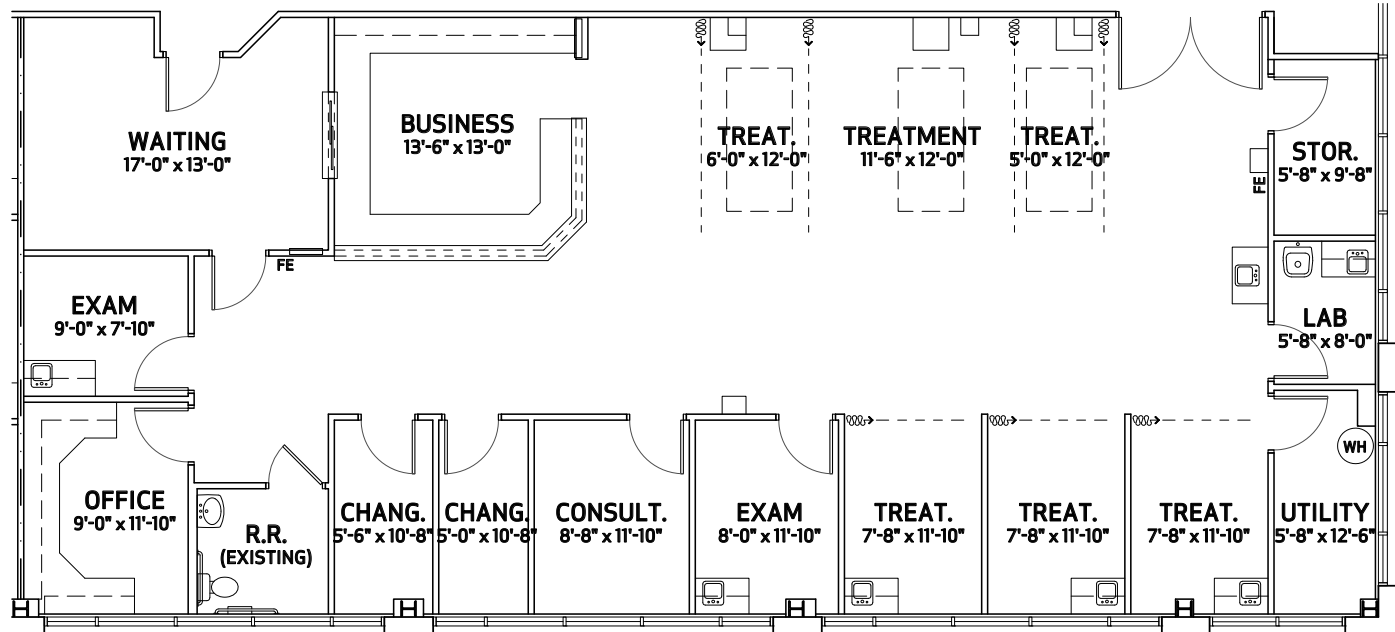 WAITING
17'-0" x 13'-0"
BUSINESS
13'-6" x 13'-0"
TREAT.
6'-0" x 12'-0"
TREATMENT
11'-6" x 12'-0"
TREAT.
5'-0" x 12'-0"
STOR.
5'-8" x 9'-8"
FE
FE
EXAM
9'-0" x 7'-10"
LAB
5'-8" x 8'-0"
WH
OFFICE
9'-0" x 11'-10"
R.R.
(EXISTING)
CHANG.
5'-6" x 10'-8"
CHANG.
5'-0" x 10'-8"
CONSULT.
8'-8" x 11'-10"
EXAM
8'-0" x 11'-10"
TREAT.
7'-8" x 11'-10"
TREAT.
7'-8" x 11'-10"
TREAT.
7'-8" x 11'-10"
UTILITY
5'-8" x 12'-6"